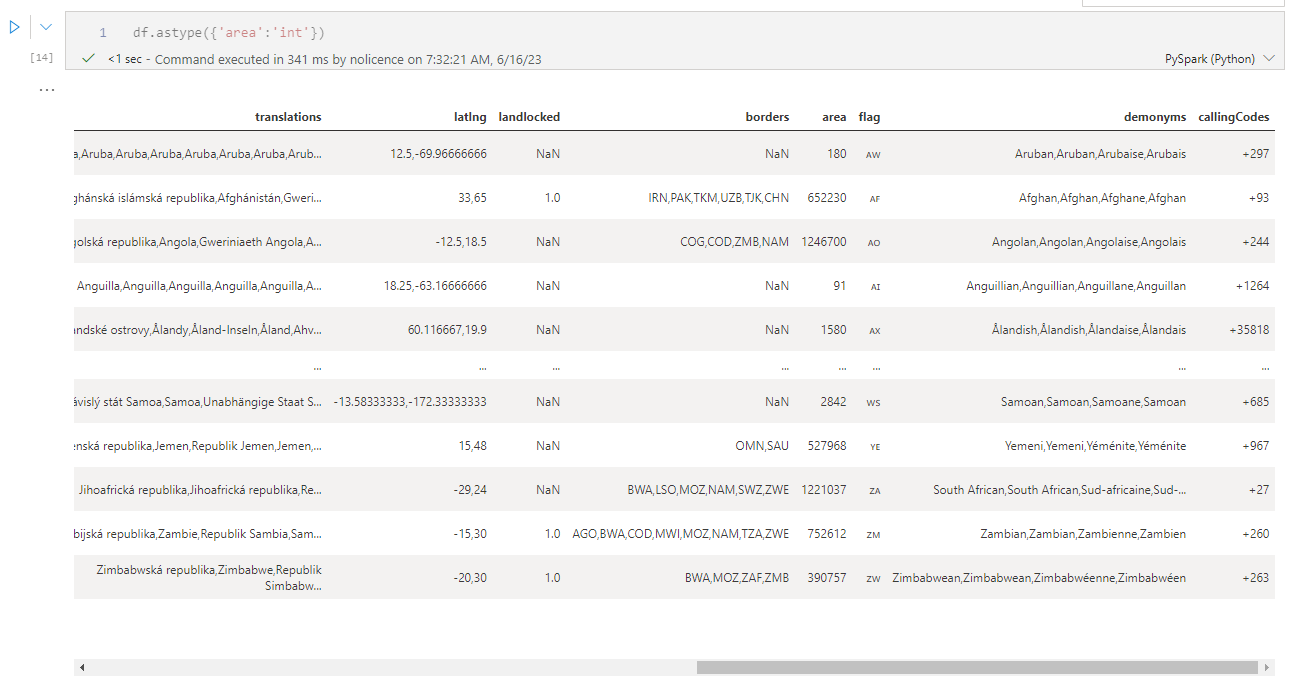 1 df.astype({'area':'int'})
[14] <1 sec - Command executed in 341 ms by nolicence on 7:32:21 AM, 6/16/23 PySpark (Python)
...
translations latlng landlocked borders area flag demonyms callingCodes
a,Aruba,Aruba,Aruba,Aruba,Aruba,Aruba,Arub... 12.5,-69.96666666 NaN NaN 180 AW Aruban,Aruban,Arubaise,Arubais +297
ghánská islámská republika,Afghánistán,Gweri... 33,65 1.0 IRN,PAK,TKM,UZB,TJK,CHN 652230 AF Afghan,Afghan,Afghane,Afghan +93
golská republika,Angola,Gweriniaeth Angola,A... -12.5,18.5 NaN COG,COD,ZMB,NAM 1246700 AO Angolan,Angolan,Angolaise,Angolais +244
Anguilla,Anguilla,Anguilla,Anguilla,Anguilla,A... 18.25,-63.16666666 NaN NaN 91 AI Anguillian,Anguillian,Anguillane,Anguillan +1264
andské ostrovy,Ålandy,Åland-Inseln,Åland,Ahv... 60.116667,19.9 NaN NaN 1580 AX Ålandish,Ålandish,Ålandaise,Ålandais +35818
... ... ... ... ... ... ... ...
ávislý stát Samoa,Samoa,Unabhängige Staat S... -13.58333333,-172.33333333 NaN NaN 2842 WS Samoan,Samoan,Samoane,Samoan +685
enská republika,Jemen,Republik Jemen,Jemen,... 15,48 NaN OMN,SAU 527968 YE Yemeni,Yemeni,Yéménite,Yéménite +967
Jihoafrická republika,Jihoafrická republika,Re... -29,24 NaN BWA,LSO,MOZ,NAM,SWZ,ZWE 1221037 ZA South African,South African,Sud-africaine,Sud-... +27
bijská republika,Zambie,Republik Sambia,Sam... -15,30 1.0 AGO,BWA,COD,MWI,MOZ,NAM,TZA,ZWE 752612 ZM Zambian,Zambian,Zambienne,Zambien +260
Zimbabwská republika,Zimbabwe,Republik
Simbabw... -20,30 1.0 BWA,MOZ,ZAF,ZMB 390757 ZW Zimbabwean,Zimbabwean,Zimbabwéenne,Zimbabwéen +263